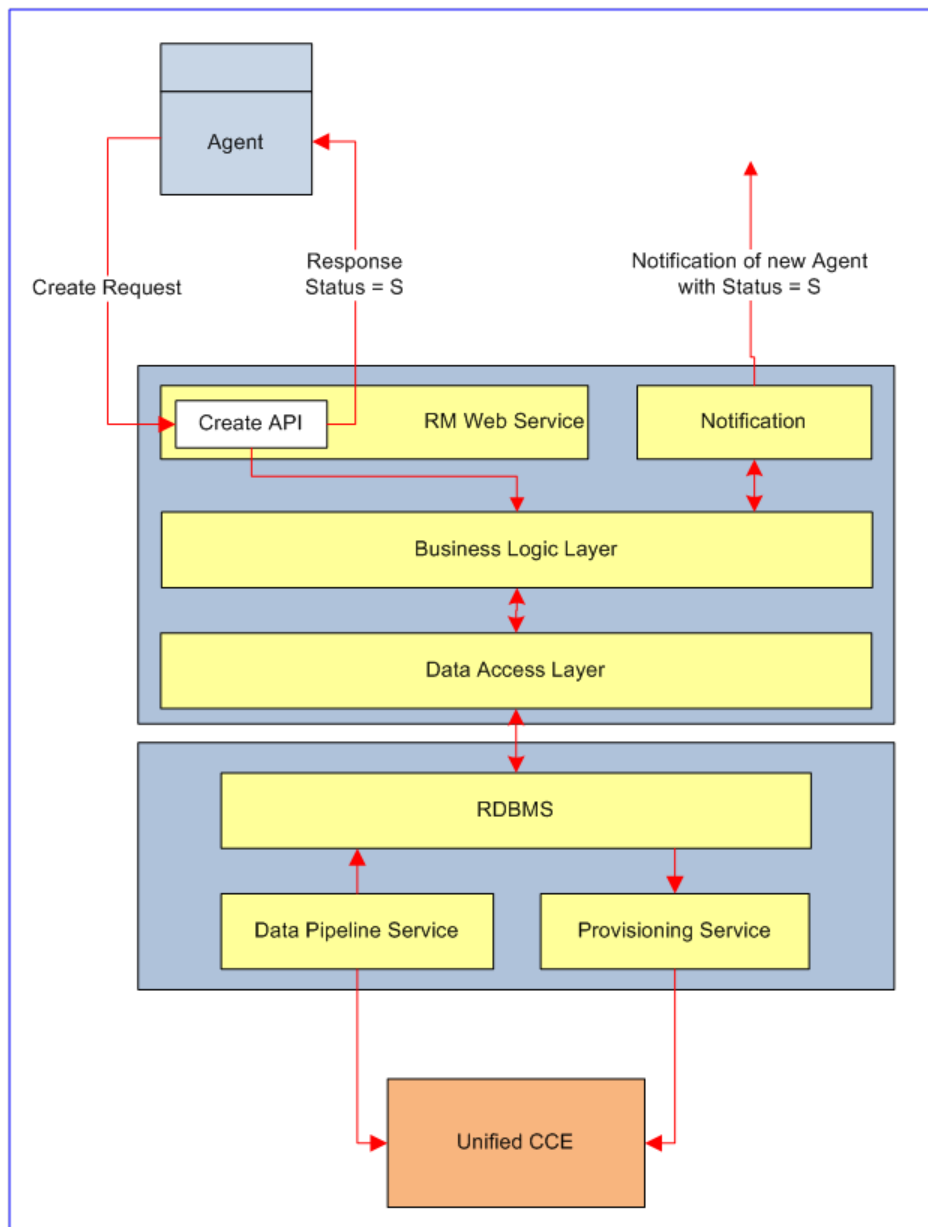 Agent
Create Request
Response
Status = S
Notification of new Agent
with Status = S
Create API
RM Web Service
Notification
Business Logic Layer
Data Access Layer
RDBMS
Data Pipeline Service
Provisioning Service
Unified CCE